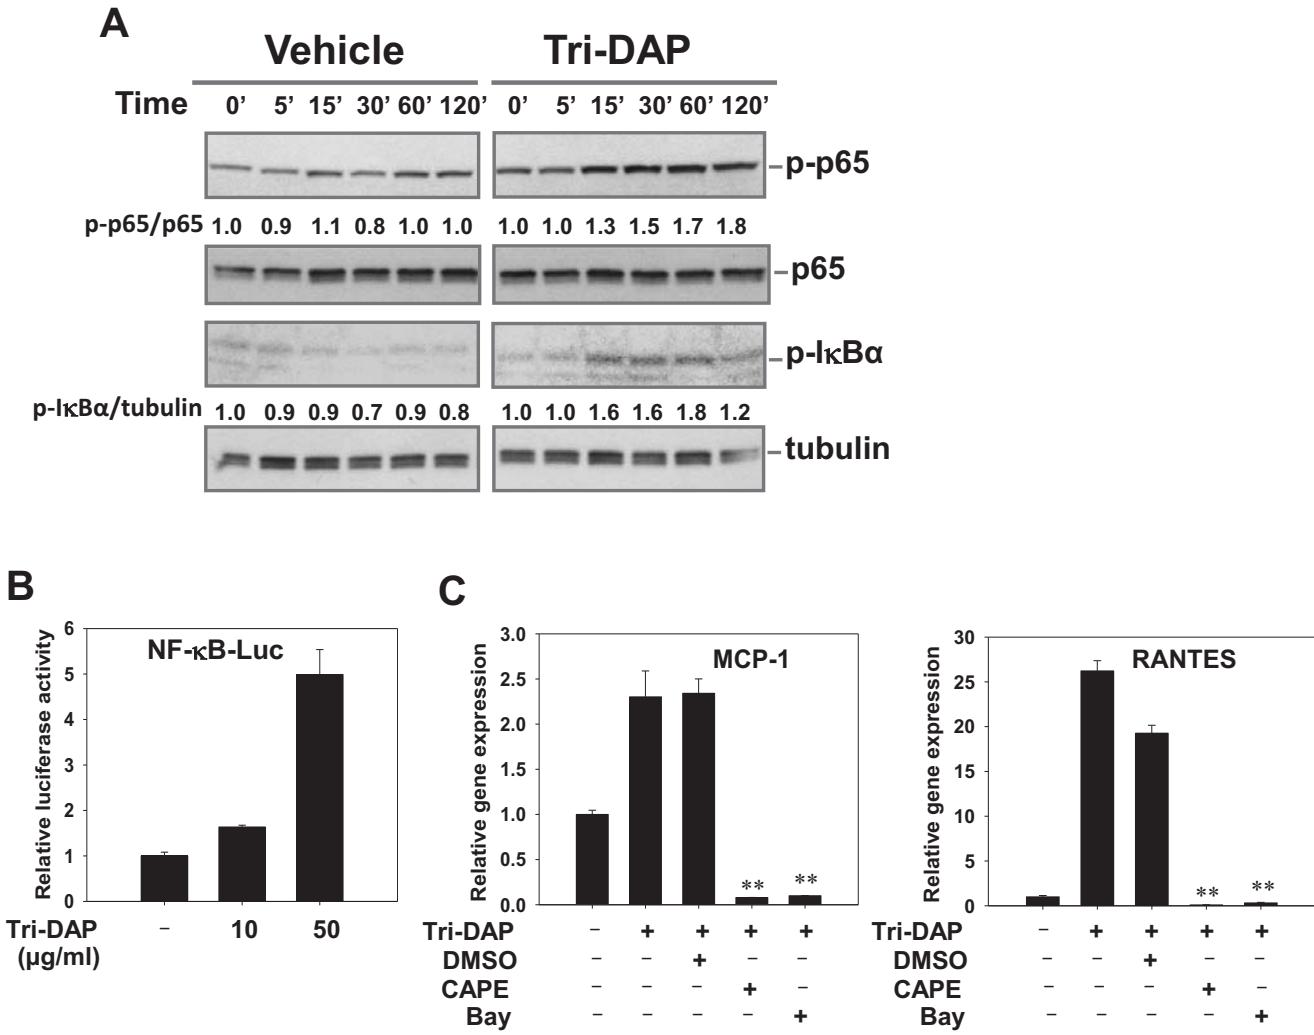 A
Vehicle Tri-DAP
Time 0’ 5’ 15’ 30’ 60’ 120’ 0’ 5’ 15’ 30’ 60’ 120’
p-p65
p-p65/p65 1.0 0.9 1.1 0.8 1.0 1.0 1.0 1.0 1.3 1.5 1.7 1.8
p65
p-IκBα
p-IκBα/tubulin 1.0 0.9 0.9 0.7 0.9 0.8 1.0 1.0 1.6 1.6 1.8 1.2
tubulin
B
Relative luciferase activity
6
5
4
3
2
1
0
NF-κB-Luc
Tri-DAP – 10 50
(μg/ml)
C
Relative gene expression
3.0
2.5
2.0
1.5
1.0
0.5
0.0
MCP-1
** **
Tri-DAP – + + + +
DMSO – – + – –
CAPE – – – + –
Bay – – – – +
Relative gene expression
30
25
20
15
10
5
0
RANTES
** **
Tri-DAP – + + + +
DMSO – – + – –
CAPE – – – + –
Bay – – – – +